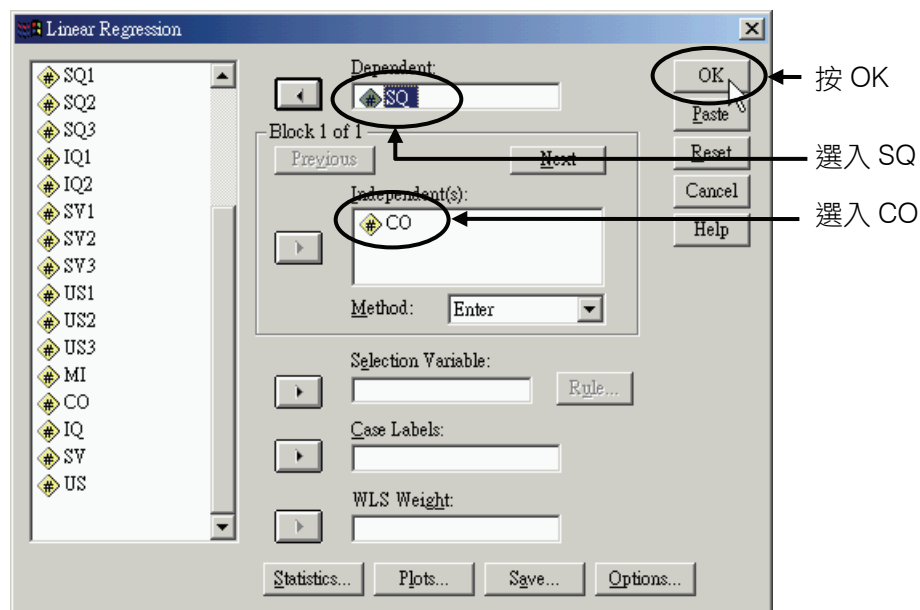 Linear Regression
SQ1
SQ2
SQ3
IQ1
IQ2
SV1
SV2
SV3
US1
US2
US3
MI
CO
IQ
SV
US
Dependent:
SQ
Block 1 of 1
Previous
Next
Independent(s):
CO
Method:
Enter
Selection Variable:
Rule...
Case Labels:
WLS Weight:
Statistics...
Plots...
Save...
Options...
OK
Paste
Reset
Cancel
Help
按 OK
選入 SQ
選入 CO